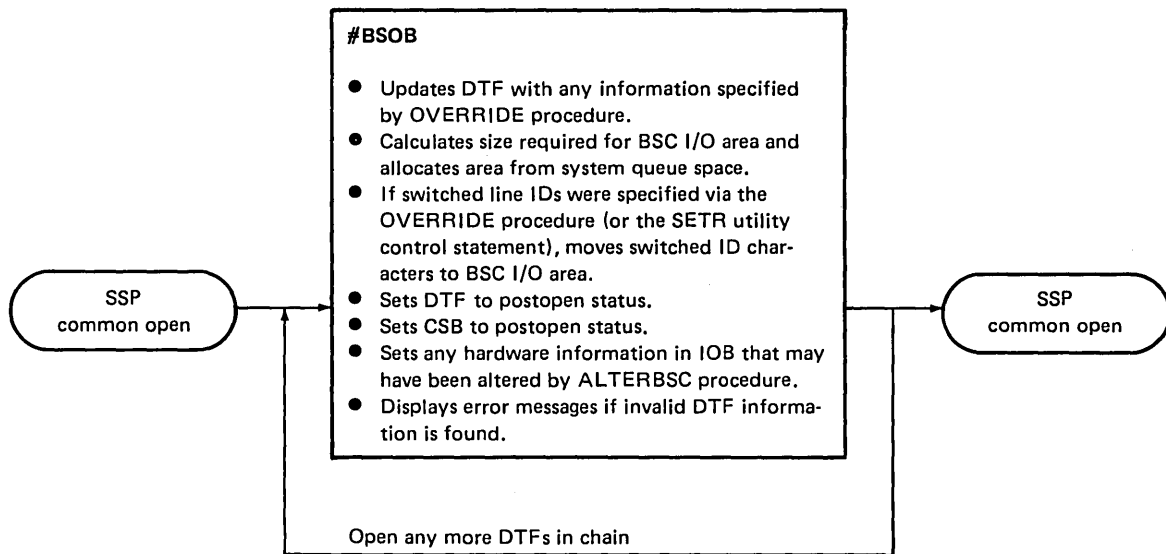 #BSOB
● Updates DTF with any information specified
by OVERRIDE procedure.
● Calculates size required for BSC I/O area and
allocates area from system queue space.
● If switched line IDs were specified via the
OVERRIDE procedure (or the SETR utility
control statement), moves switched ID char-
acters to BSC I/O area.
● Sets DTF to postopen status.
● Sets CSB to postopen status.
● Sets any hardware information in IOB that may
have been altered by ALTERBSC procedure.
● Displays error messages if invalid DTF informa-
tion is found.
SSP
common open
SSP
common open
Open any more DTFs in chain